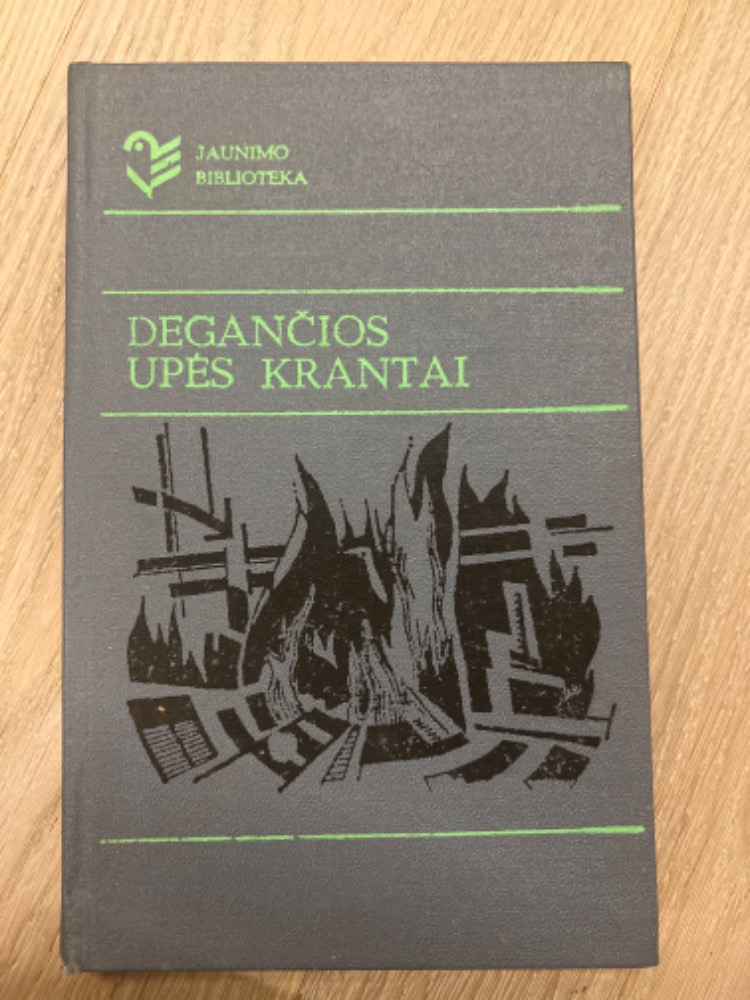 JAUNIMO
BIBLIOTEKA
DEGANČIOS
UPĖS KRANTAI